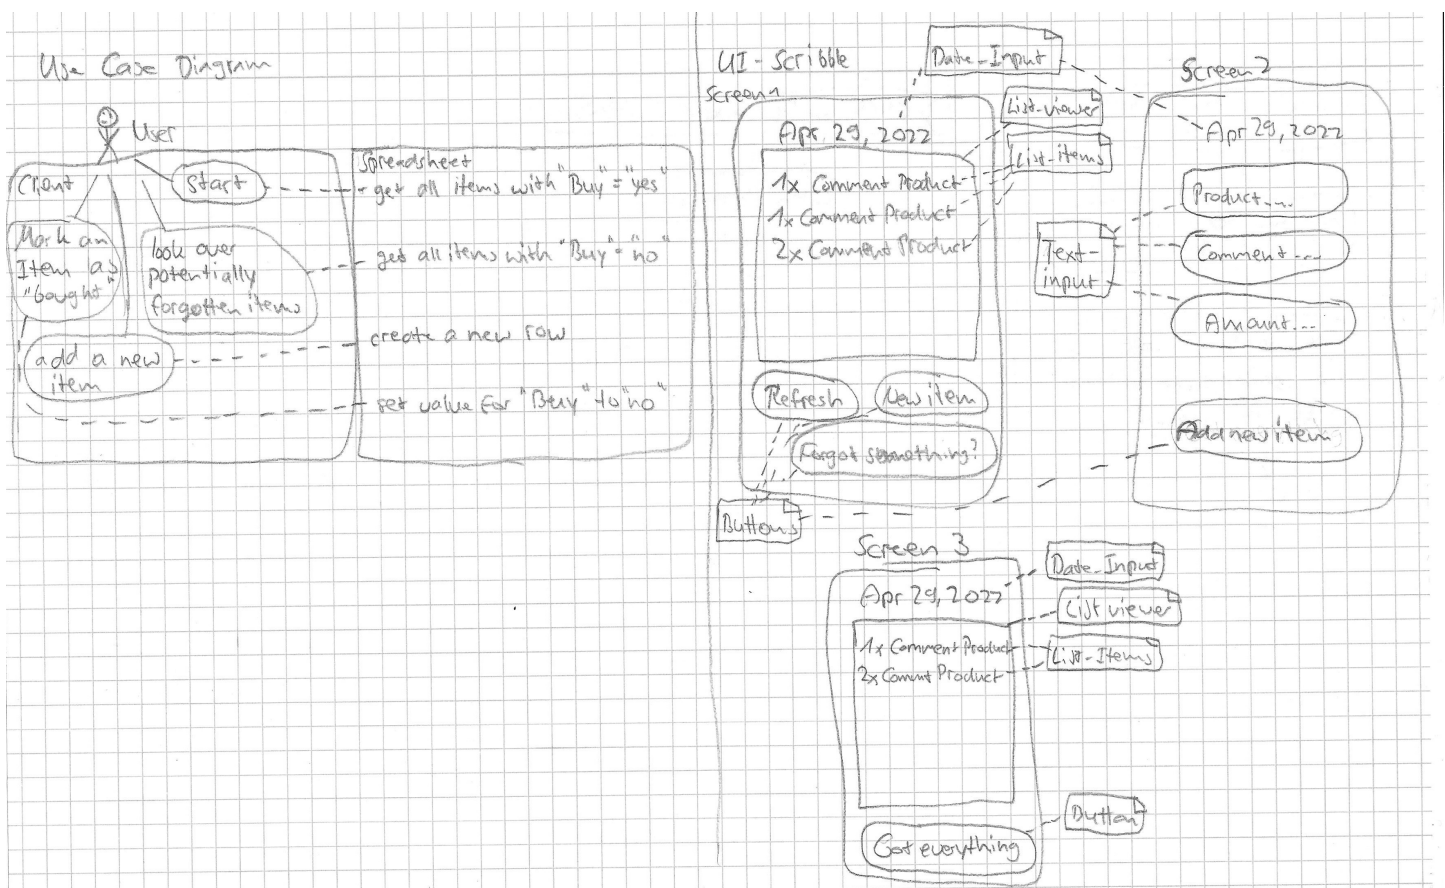 Use Case Diagram
User
Client
Start
Mark an
Item as
"bought"
look over
potentially
forgotten items
add a new
item
Spreadsheet
get all items with "Buy" = "yes"
get all items with "Buy" = "no"
create a new row
set value for "Buy" to "no"
UI-Scribble
Screen 1
Date_Input
Apr. 29, 2022
List-viewer
List-items
1x Comment Product
1x Comment Product
2x Comment Product
Refresh
New item
Forgot something?
Buttons
Screen 2
Apr 29, 2022
Product....
Text-
input
Comment....
Amount...
Add new item
Screen 3
Date_Input
Apr 29, 2022
List viewer
1x Comment Product
List-Items
2x Commt Product
Button
Got everything